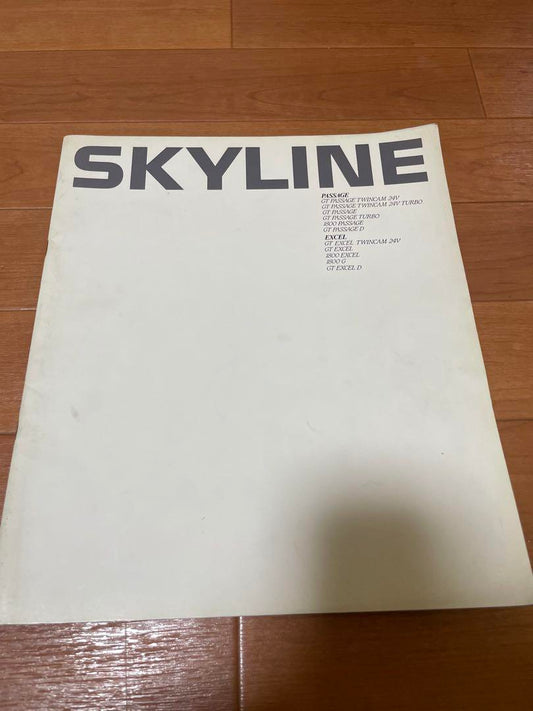 SKYLINE
PASSAGE
GT PASSAGE TWINCAM 24V
GT PASSAGE TWINCAM 24V TURBO
GT PASSAGE
GT PASSAGE TURBO
1800 PASSAGE
GT PASSAGE D
EXCEL
GT EXCEL TWINCAM 24V
GT EXCEL
1800 EXCEL
1800 G
GT EXCEL D